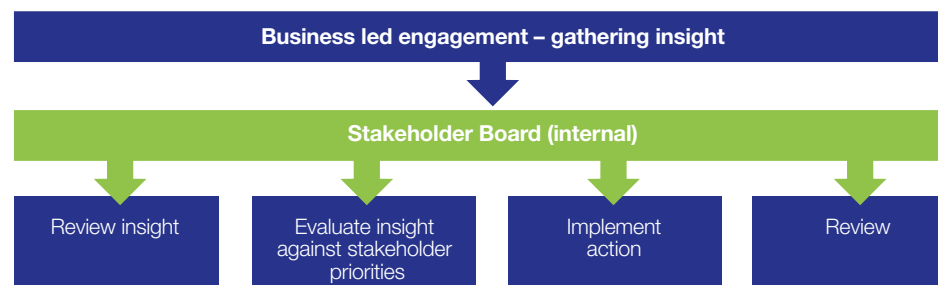 Business led engagement – gathering insight
Stakeholder Board (internal)
Review insight
Evaluate insight
against stakeholder
priorities
Implement
action
Review